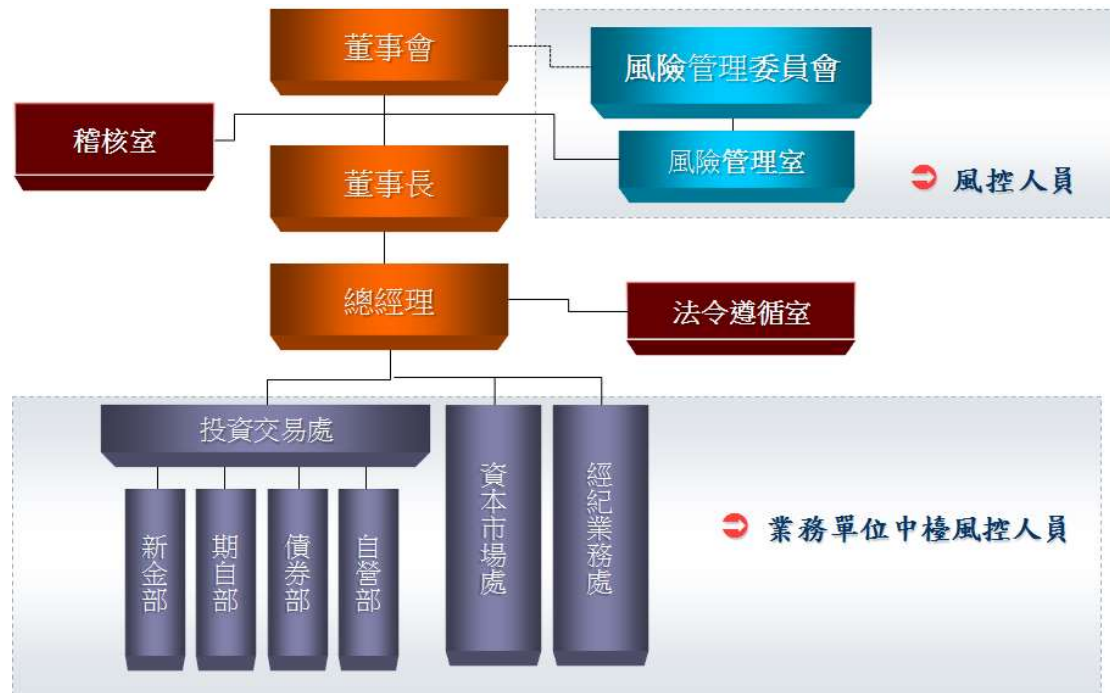 董事會
風險管理委員會
稽核室
風險管理室
董事長
風控人員
總經理
法令遵循室
投資交易處
資本市場處
經紀業務處
新金部
期自部
債券部
自營部
業務單位中檯風控人員